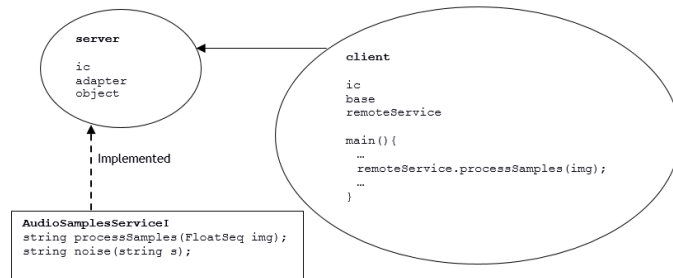 server
ic
adapter
object
client
ic
base
remoteService
main(){
…
remoteService.processSamples(img);
…
}
Implemented
AudioSamplesServiceI
string processSamples(FloatSeq img);
string noise(string s);